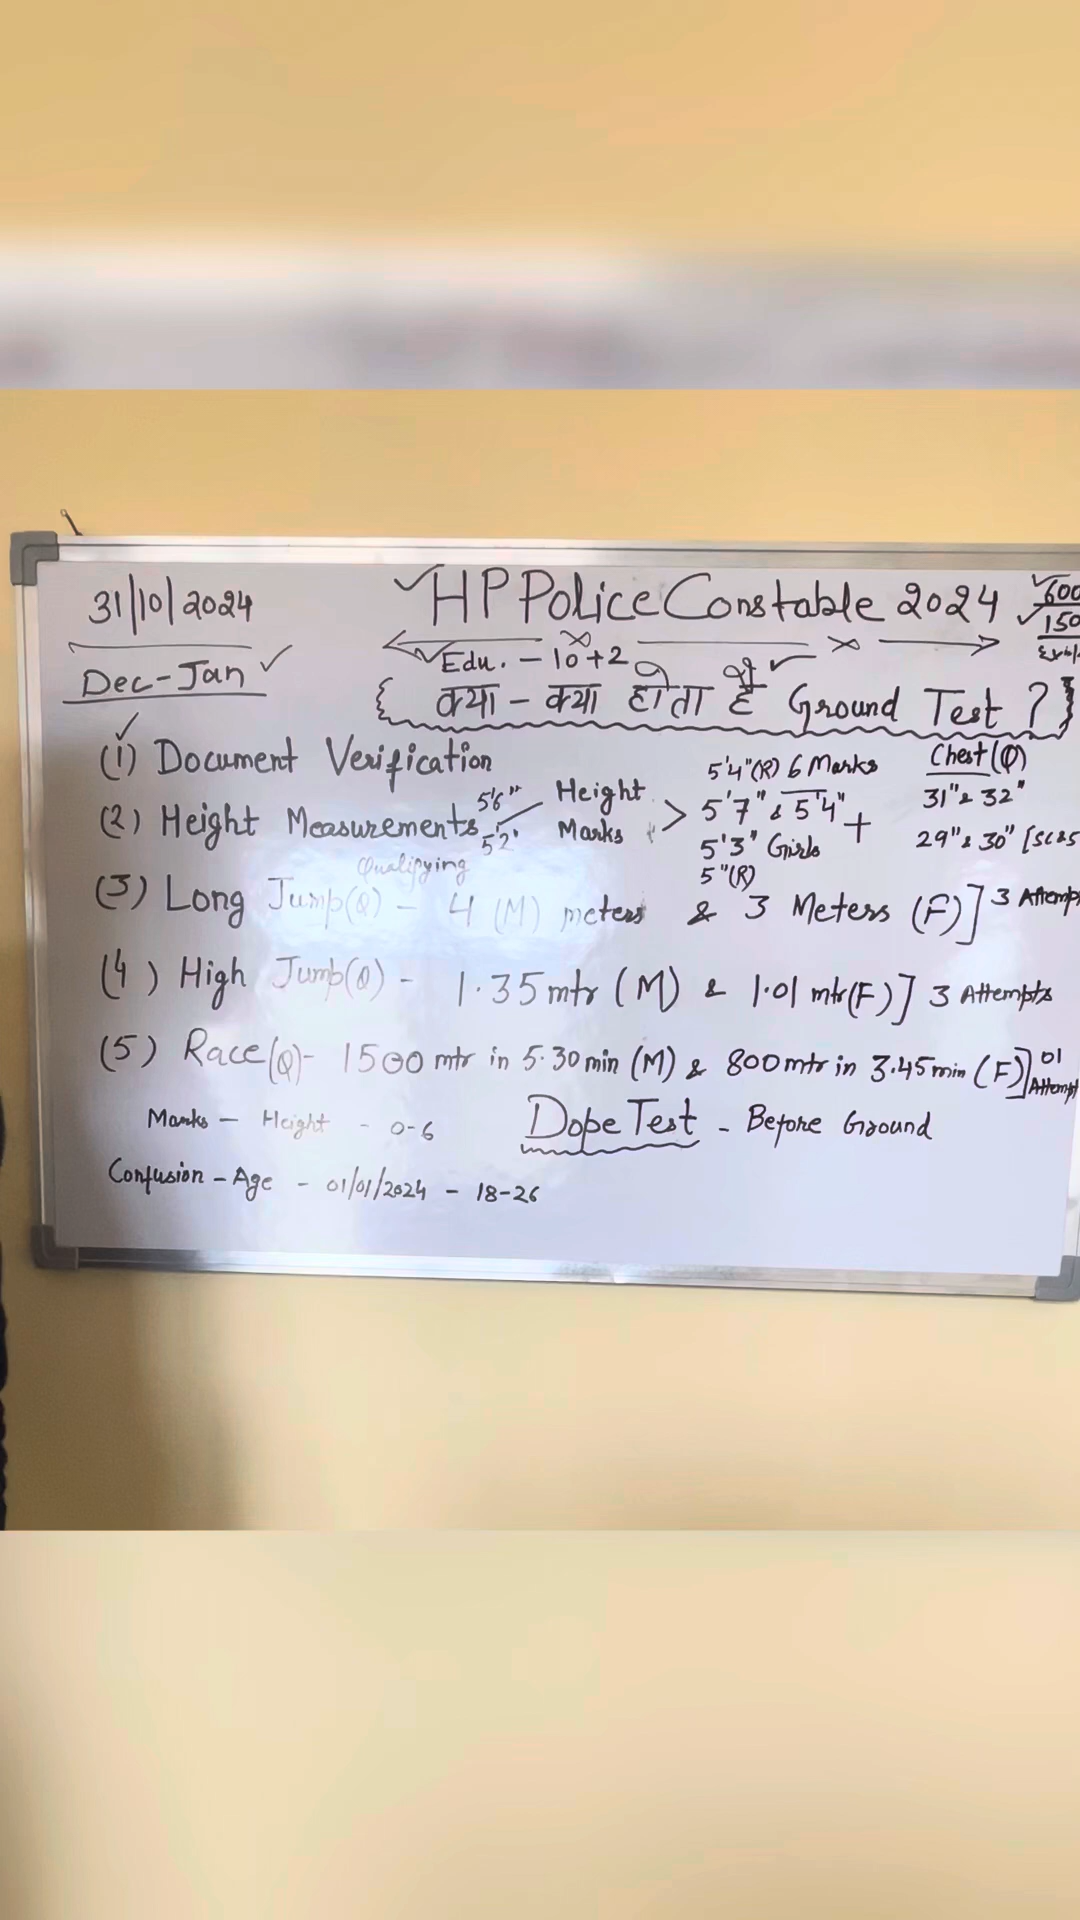 31/10/2024
HP Police Constable 2024
600
150
Dec-Jan
Edu. - 10+2
क्या - क्या होता है Ground Test ?
(1) Document Verification
(2) Height Measurements 5'6" 5'2" Height Marks > 5'7" & 5'4" +
5'4"(R) 6 Marks
5'3" Girls
5"(R)
Chest (Q)
31" & 32"
29" & 30" [SC&S
Qualifying
(3) Long Jump(Q) - 4 (M) meters & 3 Meters (F)] 3 Attempts
(4) High Jump(Q) - 1.35 mtr (M) & 1.01 mtr(F)] 3 Attempts
(5) Race(Q)- 1500 mtr in 5.30 min (M) & 800 mtr in 3.45 min (F)] 01 Attempt
Marks - Height - 0-6
Dope Test - Before Ground
Confusion - Age - 01/01/2024 - 18-26